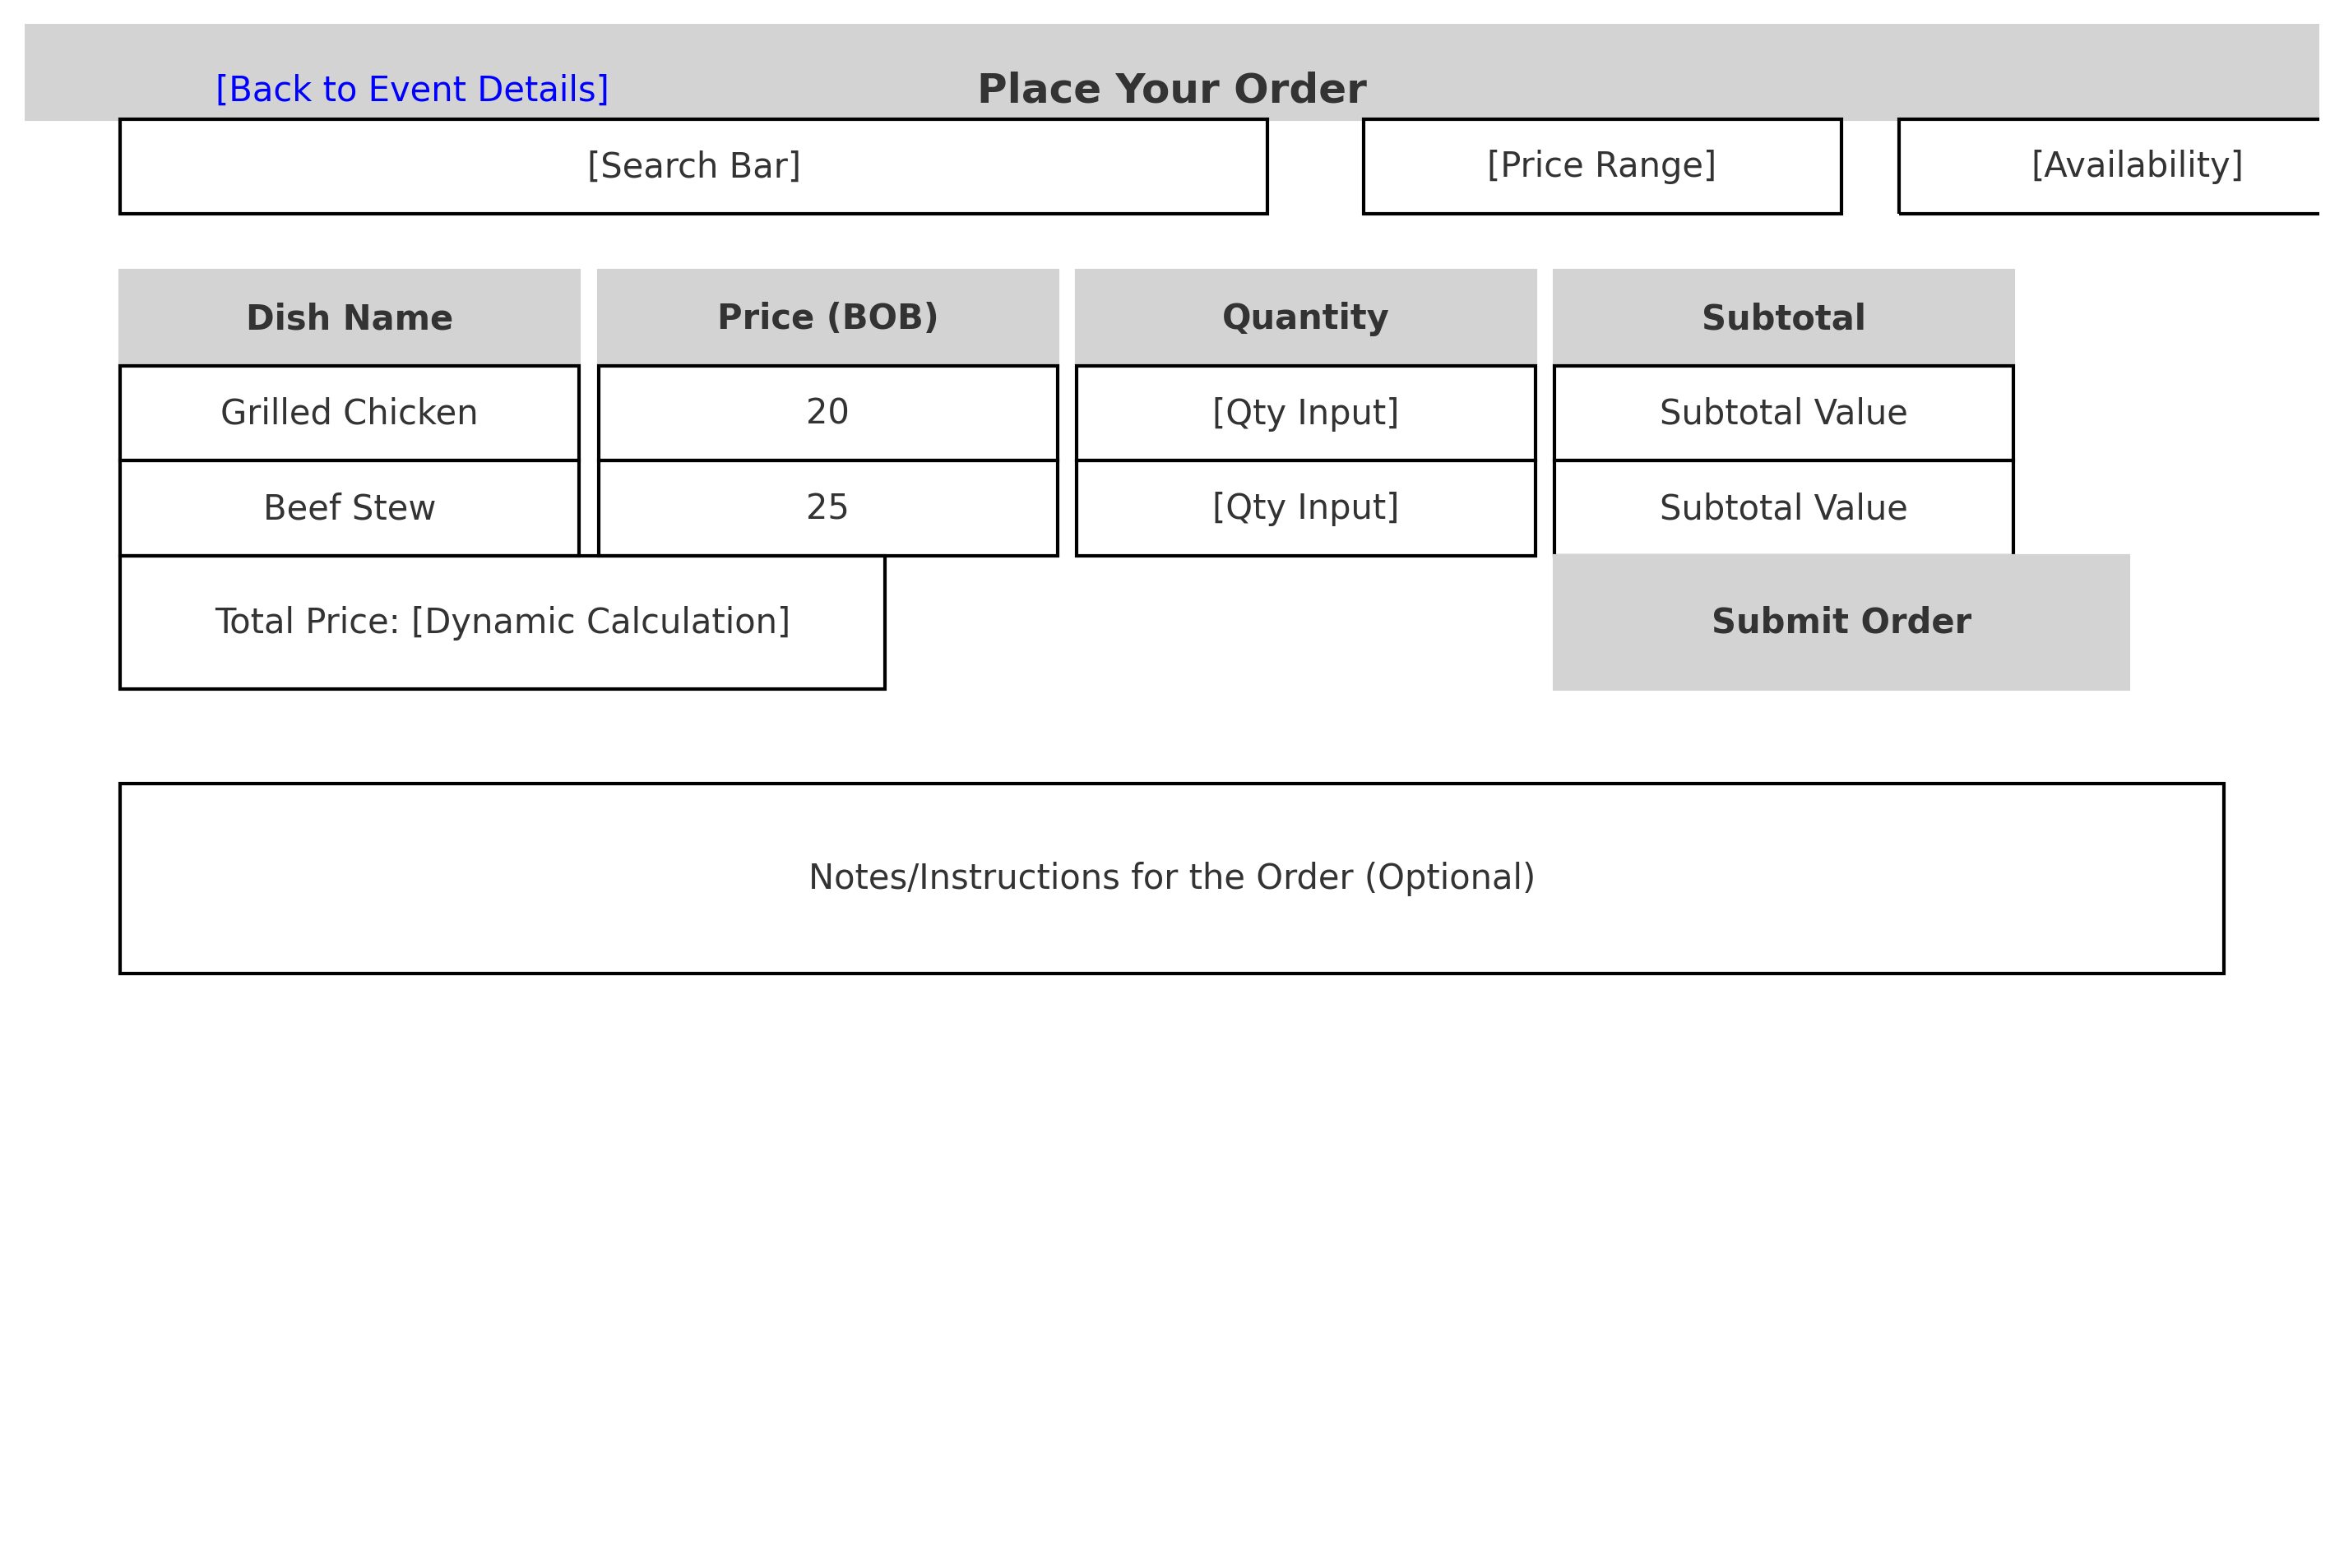 [Back to Event Details] Place Your Order
[Search Bar] [Price Range] [Availability]
Dish Name Price (BOB) Quantity Subtotal
Grilled Chicken 20 [Qty Input] Subtotal Value
Beef Stew 25 [Qty Input] Subtotal Value
Total Price: [Dynamic Calculation] Submit Order
Notes/Instructions for the Order (Optional)